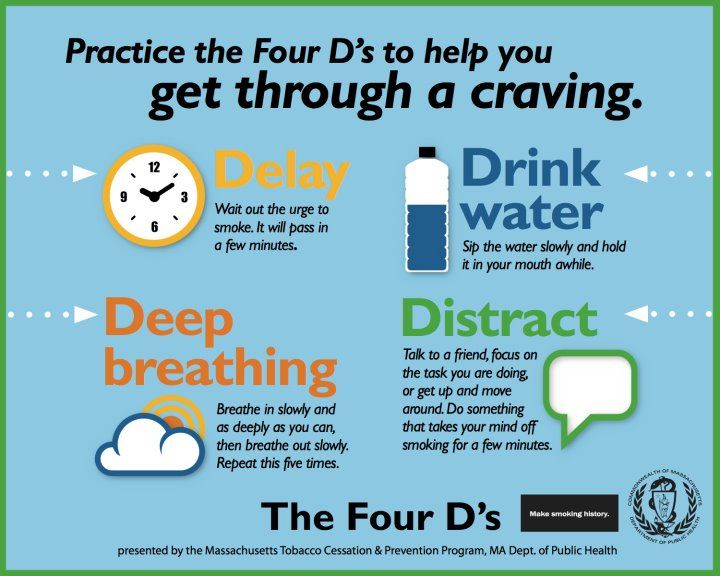 Practice the Four D's to help you
get through a craving.
12
9
3
6
Delay
Wait out the urge to
smoke. It will pass in
a few minutes.
Drink
water
Sip the water slowly and hold
it in your mouth awhile.
Deep
breathing
Breathe in slowly and
as deeply as you can,
then breathe out slowly.
Repeat this five times.
Distract
Talk to a friend, focus on
the task you are doing,
or get up and move
around. Do something
that takes your mind off
smoking for a few minutes.
The Four D's
Make smoking history.
COMMONWEALTH OF MASSACHUSETTS
DEPARTMENT OF PUBLIC HEALTH
presented by the Massachusetts Tobacco Cessation & Prevention Program, MA Dept. of Public Health